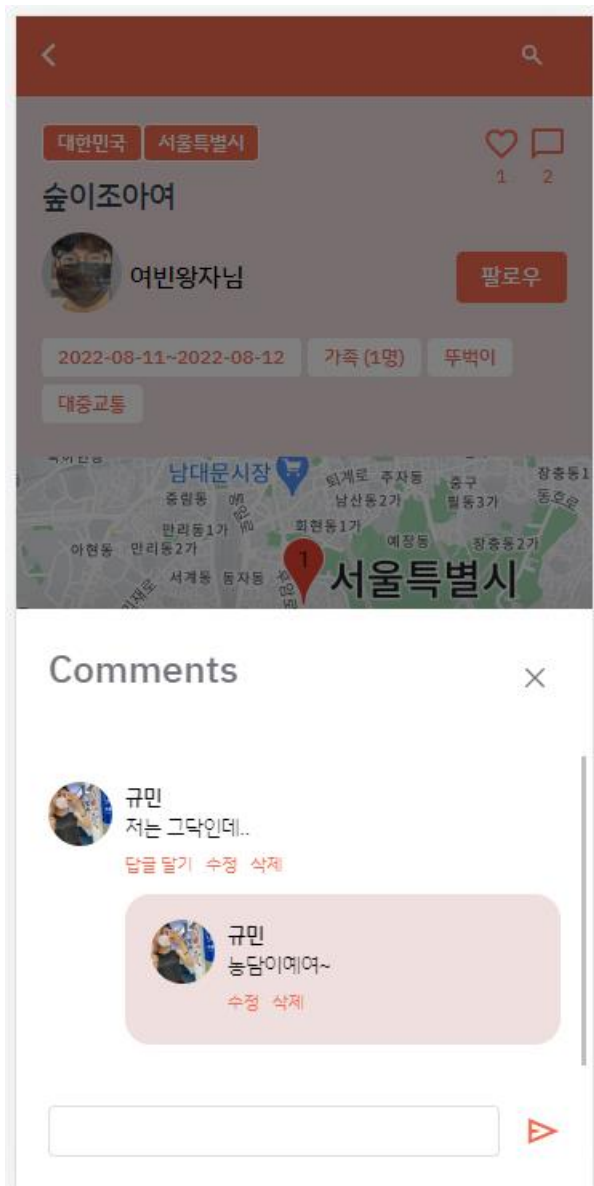 대한민국 서울특별시
숲이조아여
1 2
여빈왕자님
팔로우
2022-08-11~2022-08-12 가족 (1명) 뚜벅이
대중교통
남대문시장
퇴계로 주자동 중구 장충동1
중림동
남산동2가 필동3가 동호로
만리동1가 회현동1가
아현동 만리동2가 예장동 장충동2가
1
서계동 동자동
서울특별시
Comments
규민
저는 그닥인데..
답글 달기 수정 삭제
규민
농담이예여~
수정 삭제